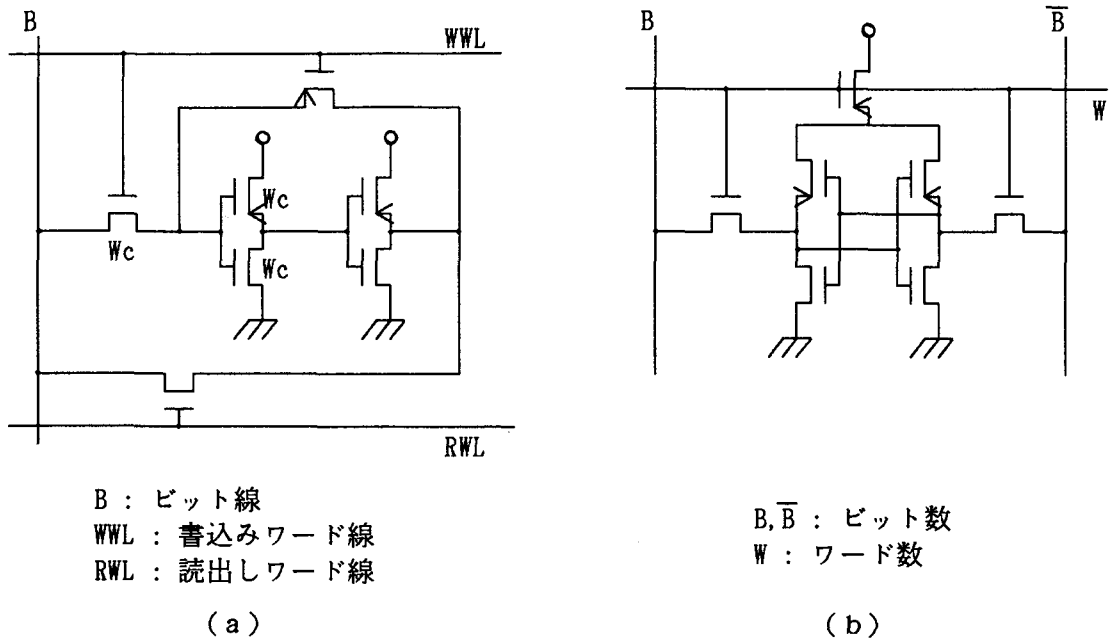 B
WWL
Wc
Wc
Wc
RWL
B : ビット線
WWL : 書込みワード線
RWL : 読出しワード線
(a)
B
B̅
W
B,B̅ : ビット数
W : ワード数
(b)